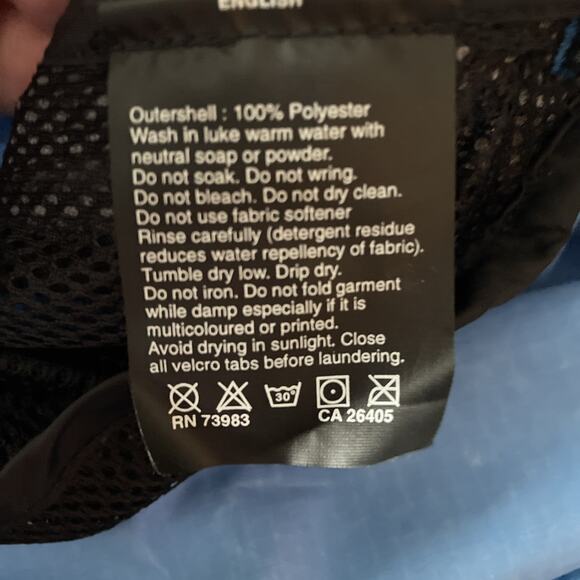 ENGLISH
Outershell : 100% Polyester
Wash in luke warm water with
neutral soap or powder.
Do not soak. Do not wring.
Do not bleach. Do not dry clean.
Do not use fabric softener
Rinse carefully (detergent residue
reduces water repellency of fabric).
Tumble dry low. Drip dry.
Do not iron. Do not fold garment
while damp especially if it is
multicoloured or printed.
Avoid drying in sunlight. Close
all velcro tabs before laundering.
30°
RN 73983 CA 26405